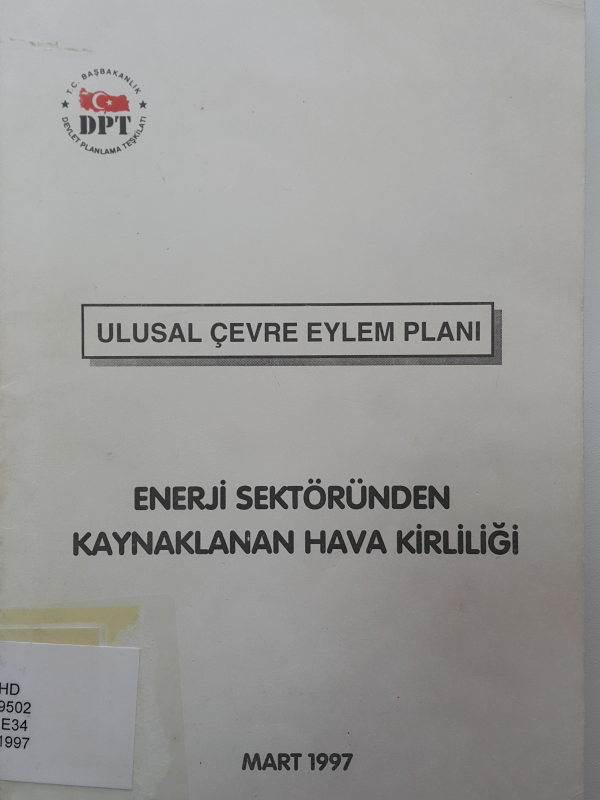 T.C. BAŞBAKANLIK
DPT
DEVLET PLANLAMA TEŞKİLATI
ULUSAL ÇEVRE EYLEM PLANI
ENERJİ SEKTÖRÜNDEN
KAYNAKLANAN HAVA KİRLİLİĞİ
HD
9502
E34
1997
MART 1997